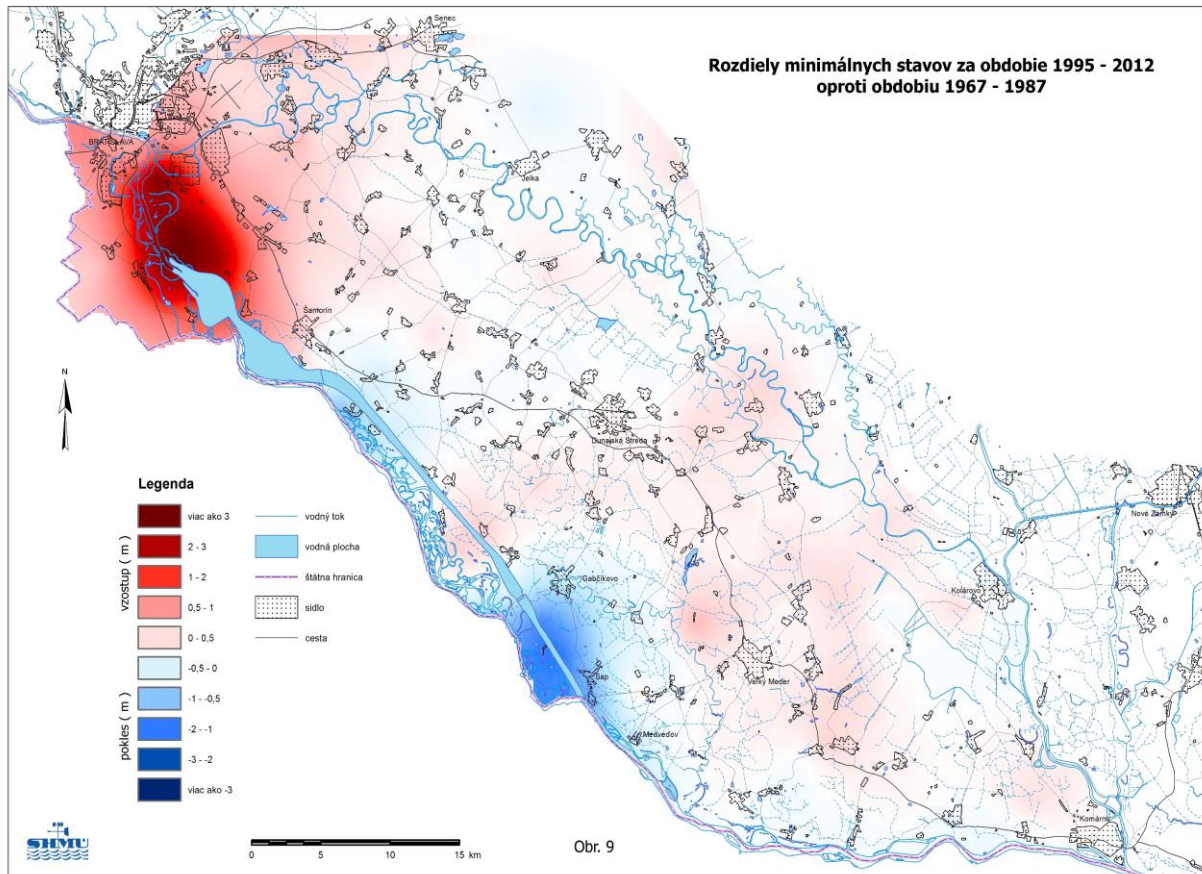 Rozdiely minimálnych stavov za obdobie 1995 - 2012
oproti obdobiu 1967 - 1987
Senec
BRATISLAVA
Jelka
Šamorín
Dunajská Streda
Nové Zámky
Gabčíkovo
Kolárovo
Sap
Veľký Meder
Medveďov
Komárno
N
Legenda
vzostup ( m )
viac ako 3
2 - 3
1 - 2
0,5 - 1
0 - 0,5
pokles ( m )
-0,5 - 0
-1 - -0,5
-2 - -1
-3 - -2
viac ako -3
vodný tok
vodná plocha
štátna hranica
sídlo
cesta
SHMÚ
0 5 10 15 km
Obr. 9